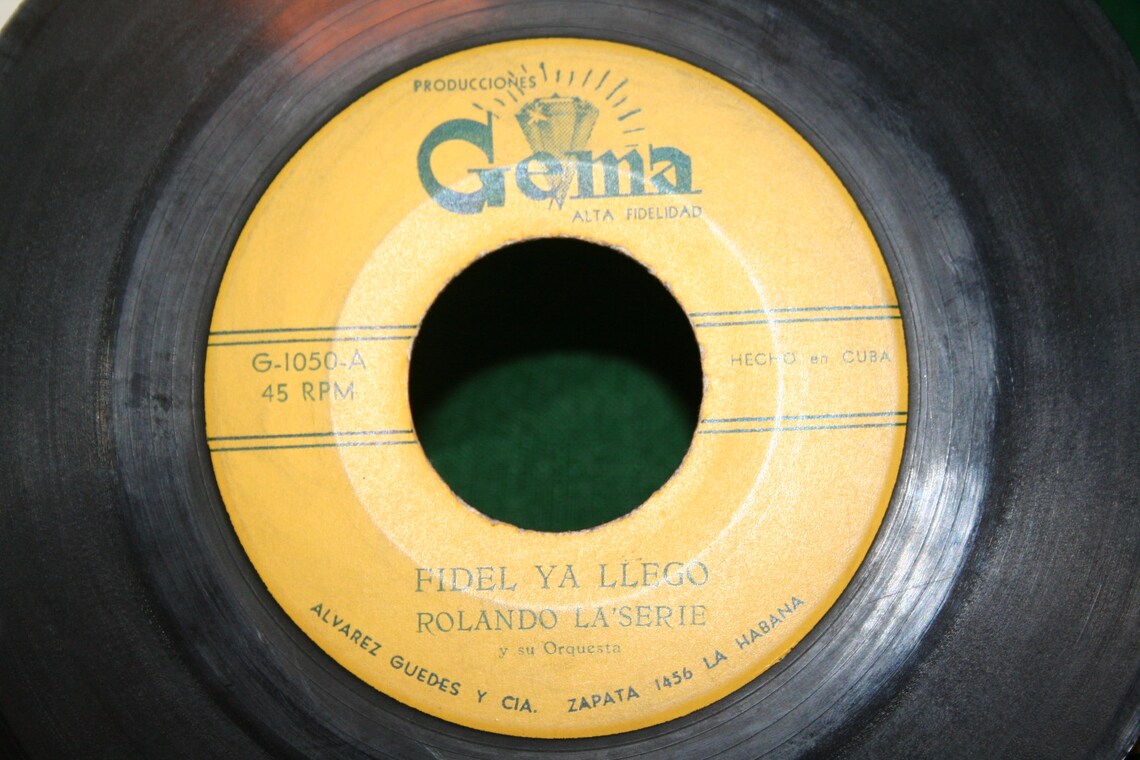 PRODUCCIONES
Gema
ALTA FIDELIDAD
G-1050-A
45 RPM
HECHO en CUBA
FIDEL YA LLEGO
ROLANDO LA'SERIE
y su Orquesta
ALVAREZ GUEDES Y CIA. ZAPATA 1456 LA HABANA